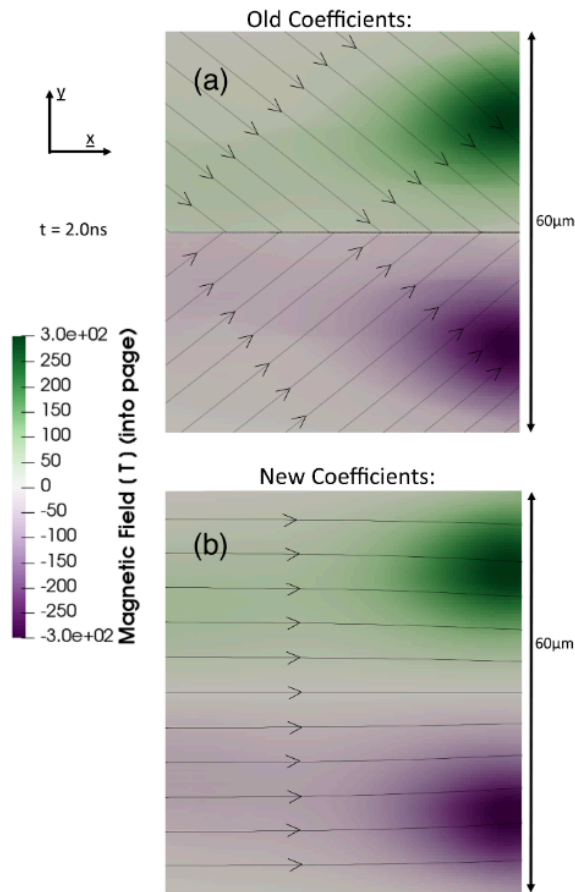 Old Coefficients:
(a)
y
x
t = 2.0ns
60μm
3.0e+02
250
200
150
100
50
0
-50
-100
-150
-200
-250
-3.0e+02
Magnetic Field (T) (into page)
New Coefficients:
(b)
60μm